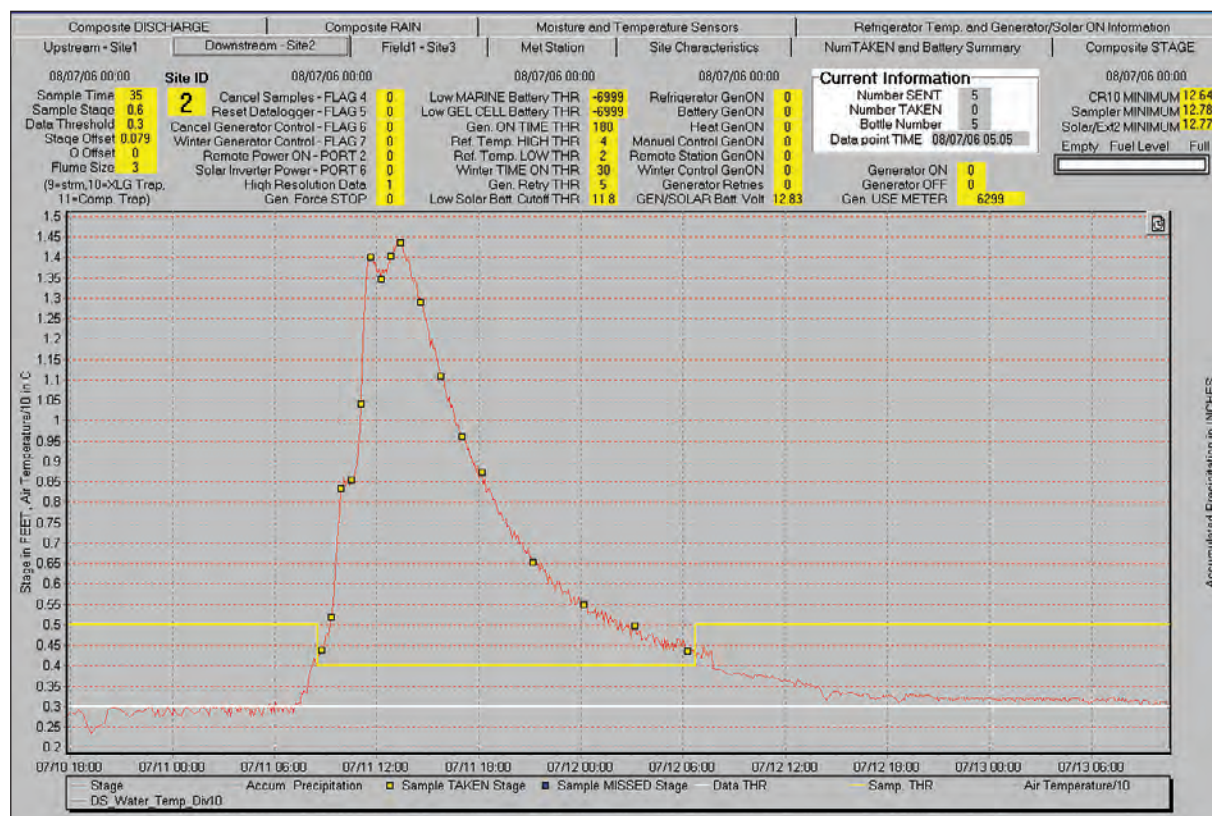 Composite DISCHARGE Composite RAIN Moisture and Temperature Sensors Refrigerator Temp. and Generator/Solar ON Information
Upstream - Site1 Downstream - Site2 Field1 - Site3 Met Station Site Characteristics NumTAKEN and Battery Summary Composite STAGE
08/07/06 00:00
Sample Time 35
Sample Stage 0.6
Data Threshold 0.3
Stage Offset 0.079
Q Offset 0
Flume Size 3
(9=stm,10=XLG Trap,
11=Comp. Trap)
Site ID
2
08/07/06 00:00
Cancel Samples - FLAG 4 0
Reset Datalogger - FLAG 5 0
Cancel Generator Control - FLAG 6 0
Winter Generator Control - FLAG 7 0
Remote Power ON - PORT 2 0
Solar Inverter Power - PORT 6 0
High Resolution Data 1
Gen. Force STOP 0
08/07/06 00:00
Low MARINE Battery THR -6999
Low GEL CELL Battery THR -6999
Gen. ON TIME THR 180
Ref. Temp. HIGH THR 4
Ref. Temp. LOW THR 2
Winter TIME ON THR 30
Gen. Retry THR 5
Low Solar Batt. Cutoff THR 11.8
08/07/06 00:00
Refrigerator GenON 0
Battery GenON 0
Heat GenON 0
Manual Control GenON 0
Remote Station GenON 0
Winter Control GenON 0
Generator Retries 0
GEN/SOLAR Batt. Volt 12.83
Current Information
Number SENT 5
Number TAKEN 0
Bottle Number 5
Data point TIME 08/07/06 05:05
Generator ON 0
Generator OFF 0
Gen. USE METER 6299
08/07/06 00:00
CR10 MINIMUM 12.64
Sampler MINIMUM 12.78
Solar/Ext2 MINIMUM 12.77
Empty Fuel Level Full
Stage in FEET, Air Temperature/10 in C
1.5
1.45
1.4
1.35
1.3
1.25
1.2
1.15
1.1
1.05
1
0.95
0.9
0.85
0.8
0.75
0.7
0.65
0.6
0.55
0.5
0.45
0.4
0.35
0.3
0.25
0.2
Accumulated Precipitation in INCHES
07/10 18:00 07/11 00:00 07/11 06:00 07/11 12:00 07/11 18:00 07/12 00:00 07/12 06:00 07/12 12:00 07/12 18:00 07/13 00:00 07/13 06:00
Stage Accum. Precipitation Sample TAKEN Stage Sample MISSED Stage Data THR Samp. THR Air Temperature/10
DS_Water_Temp_Div10